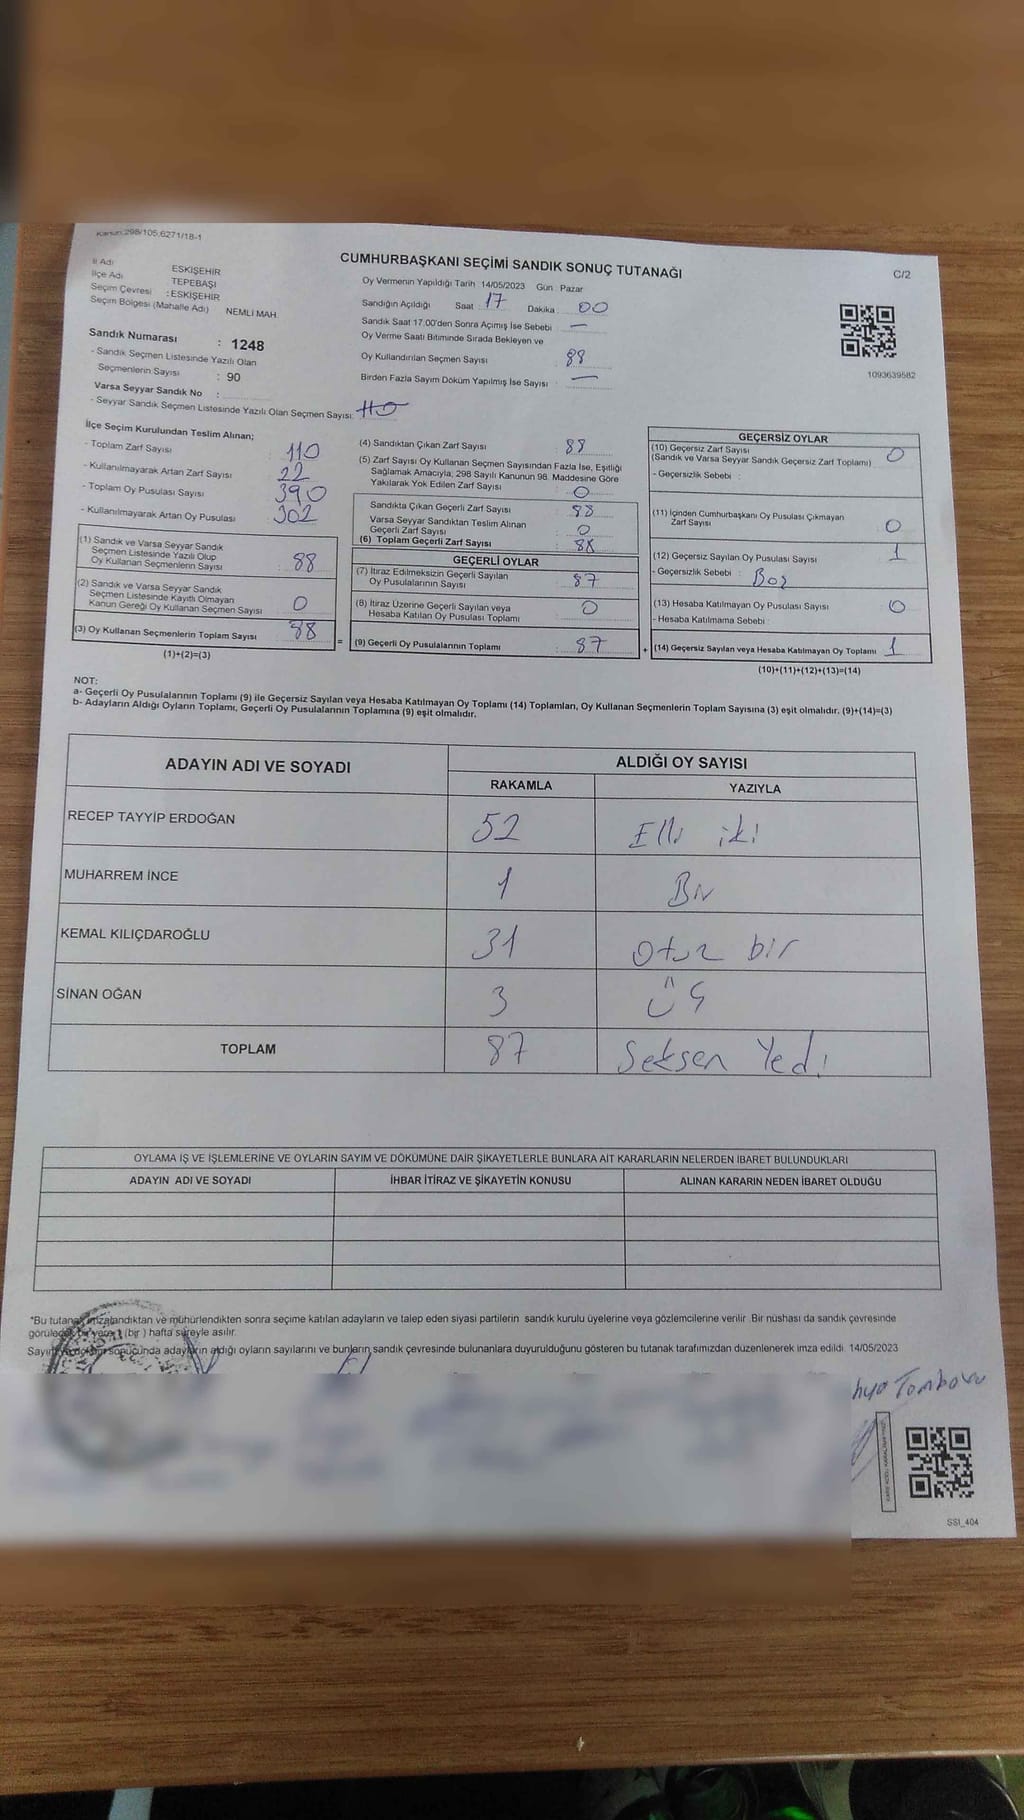 Kanun:298/105,6271/18-1
CUMHURBAŞKANI SEÇİMİ SANDIK SONUÇ TUTANAĞI
C/2
İl Adı ESKİŞEHİR
İlçe Adı TEPEBAŞI
Seçim Çevresi :ESKİŞEHİR
Seçim Bölgesi (Mahalle Adı) NEMLİ MAH.
Sandık Numarası : 1248
- Sandık Seçmen Listesinde Yazılı Olan
Seçmenlerin Sayısı : 90
Varsa Seyyar Sandık No :
- Seyyar Sandık Seçmen Listesinde Yazılı Olan Seçmen Sayısı:
Oy Vermenin Yapıldığı Tarih 14/05/2023 Gün : Pazar
Sandığın Açıldığı Saat : 17 Dakika 00
Sandık Saat 17.00'den Sonra Açımış İse Sebebi : —
Oy Verme Saati Bitiminde Sırada Bekleyen ve
Oy Kullandırılan Seçmen Sayısı 88
Birden Fazla Sayım Döküm Yapılmış İse Sayısı : —
1093639582
İlçe Seçim Kurulundan Teslim Alınan;
- Toplam Zarf Sayısı 110
- Kullanılmayarak Artan Zarf Sayısı : 22
- Toplam Oy Pusulası Sayısı 390
- Kullanılmayarak Artan Oy Pusulası : 302
(1) Sandık ve Varsa Seyyar Sandık
Seçmen Listesinde Yazılı Olup
Oy Kullanan Seçmenlerin Sayısı : 88
(2) Sandık ve Varsa Seyyar Sandık
Seçmen Listesinde Kayıtlı Olmayan
Kanun Gereği Oy Kullanan Seçmen Sayısı : 0
(3) Oy Kullanan Seçmenlerin Toplam Sayısı : 88
(1)+(2)=(3)
(4) Sandıktan Çıkan Zarf Sayısı 88
(5) Zarf Sayısı Oy Kullanan Seçmen Sayısından Fazla İse, Eşitliği
Sağlamak Amacıyla, 298 Sayılı Kanunun 98. Maddesine Göre
Yakılarak Yok Edilen Zarf Sayısı : 0
Sandıkta Çıkan Geçerli Zarf Sayısı : 88
Varsa Seyyar Sandıktan Teslim Alınan
Geçerli Zarf Sayısı : 0
(6) Toplam Geçerli Zarf Sayısı : 88
GEÇERLİ OYLAR
(7) İtiraz Edilmeksizin Geçerli Sayılan
Oy Pusulalarının Sayısı : 87
(8) İtiraz Üzerine Geçerli Sayılan veya
Hesaba Katılan Oy Pusulası Toplamı : 0
= (9) Geçerli Oy Pusulalarının Toplamı : 87
GEÇERSİZ OYLAR
(10) Geçersiz Zarf Sayısı
(Sandık ve Varsa Seyyar Sandık Geçersiz Zarf Toplamı) : 0
- Geçersizlik Sebebi :
(11) İçinden Cumhurbaşkanı Oy Pusulası Çıkmayan
Zarf Sayısı 0
(12) Geçersiz Sayılan Oy Pusulası Sayısı 1
- Geçersizlik Sebebi : Boş
(13) Hesaba Katılmayan Oy Pusulası Sayısı : 0
- Hesaba Katılmama Sebebi :
+ (14) Geçersiz Sayılan veya Hesaba Katılmayan Oy Toplamı : 1
(10)+(11)+(12)+(13)=(14)
NOT:
a- Geçerli Oy Pusulalarının Toplamı (9) ile Geçersiz Sayılan veya Hesaba Katılmayan Oy Toplamı (14) Toplamları, Oy Kullanan Seçmenlerin Toplam Sayısına (3) eşit olmalıdır. (9)+(14)=(3)
b- Adayların Aldığı Oyların Toplamı, Geçerli Oy Pusulalarının Toplamına (9) eşit olmalıdır.
ADAYIN ADI VE SOYADI ALDIĞI OY SAYISI
RAKAMLA YAZIYLA
RECEP TAYYİP ERDOĞAN 52 Elli iki
MUHARREM İNCE 1 Bir
KEMAL KILIÇDAROĞLU 31 Otuz bir
SİNAN OĞAN 3 Üç
TOPLAM 87 Seksen Yedi
OYLAMA İŞ VE İŞLEMLERİNE VE OYLARIN SAYIM VE DÖKÜMÜNE DAİR ŞİKAYETLERLE BUNLARA AİT KARARLARIN NELERDEN İBARET BULUNDUKLARI
ADAYIN ADI VE SOYADI İHBAR İTİRAZ VE ŞİKAYETİN KONUSU ALINAN KARARIN NEDEN İBARET OLDUĞU
*Bu tutanak imzalandıktan ve mühürlendikten sonra seçime katılan adayların ve talep eden siyasi partilerin sandık kurulu üyelerine veya gözlemcilerine verilir. Bir nüshası da sandık çevresinde
görülecek bir yere 1 (bir ) hafta süreyle asılır.
Sayım ve döküm sonucunda adayların aldığı oyların sayılarını ve bunların sandık çevresinde bulunanlara duyurulduğunu gösteren bu tutanak tarafımızdan düzenlenerek imza edildi 14/05/2023
SSI_404